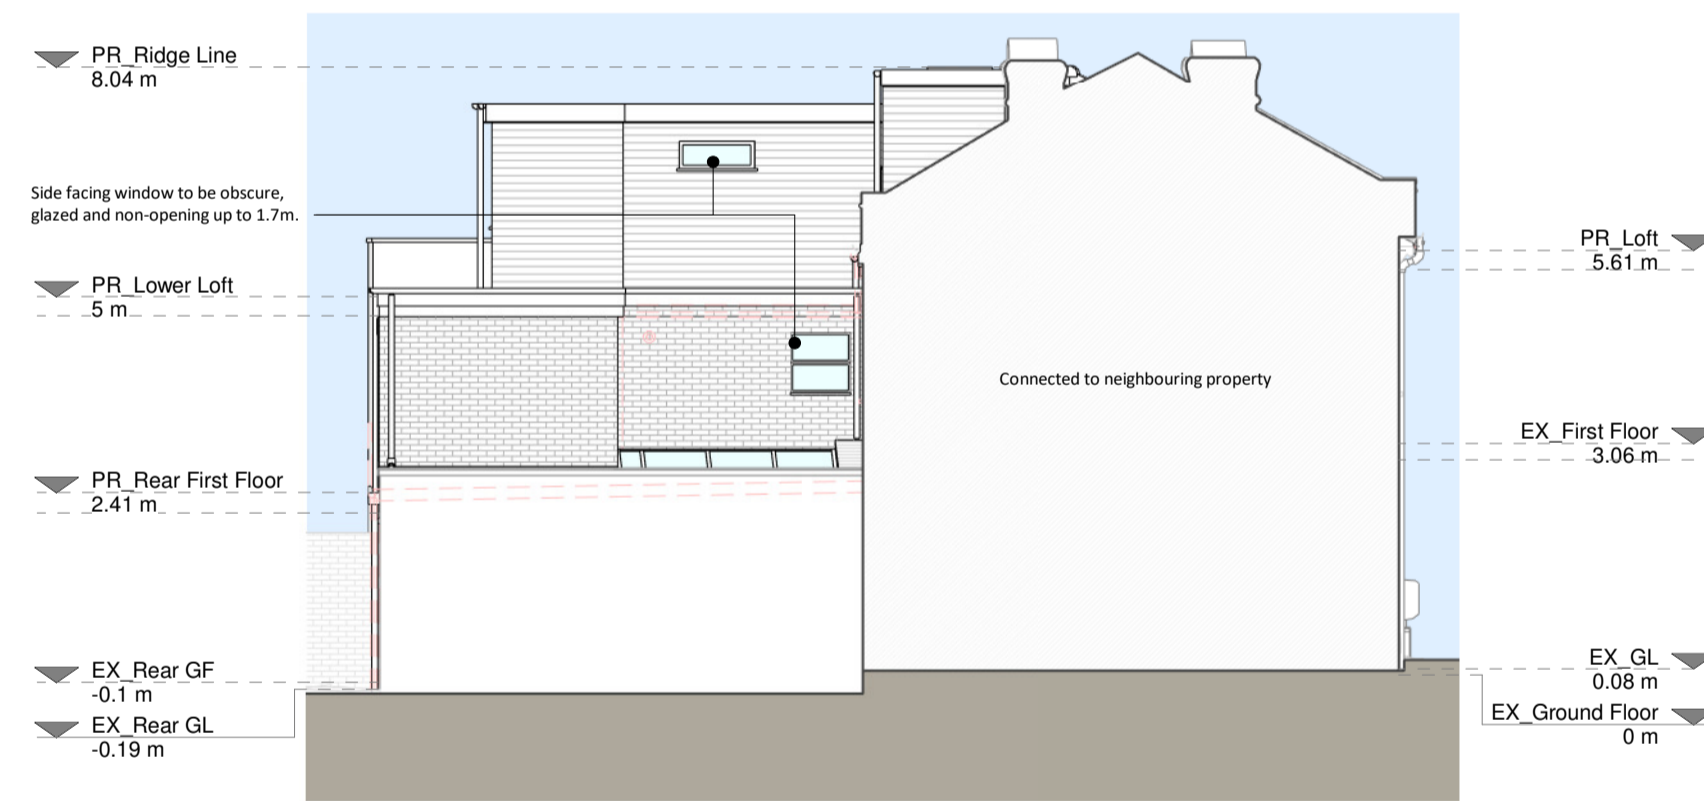 PR_Ridge Line
8.04 m
Side facing window to be obscure,
glazed and non-opening up to 1.7m.
PR_Lower Loft
5 m
PR_Rear First Floor
2.41 m
EX_Rear GF
-0.1 m
EX_Rear GL
-0.19 m
Connected to neighbouring property
PR_Loft
5.61 m
EX_First Floor
3.06 m
EX_GL
0.08 m
EX_Ground Floor
0 m